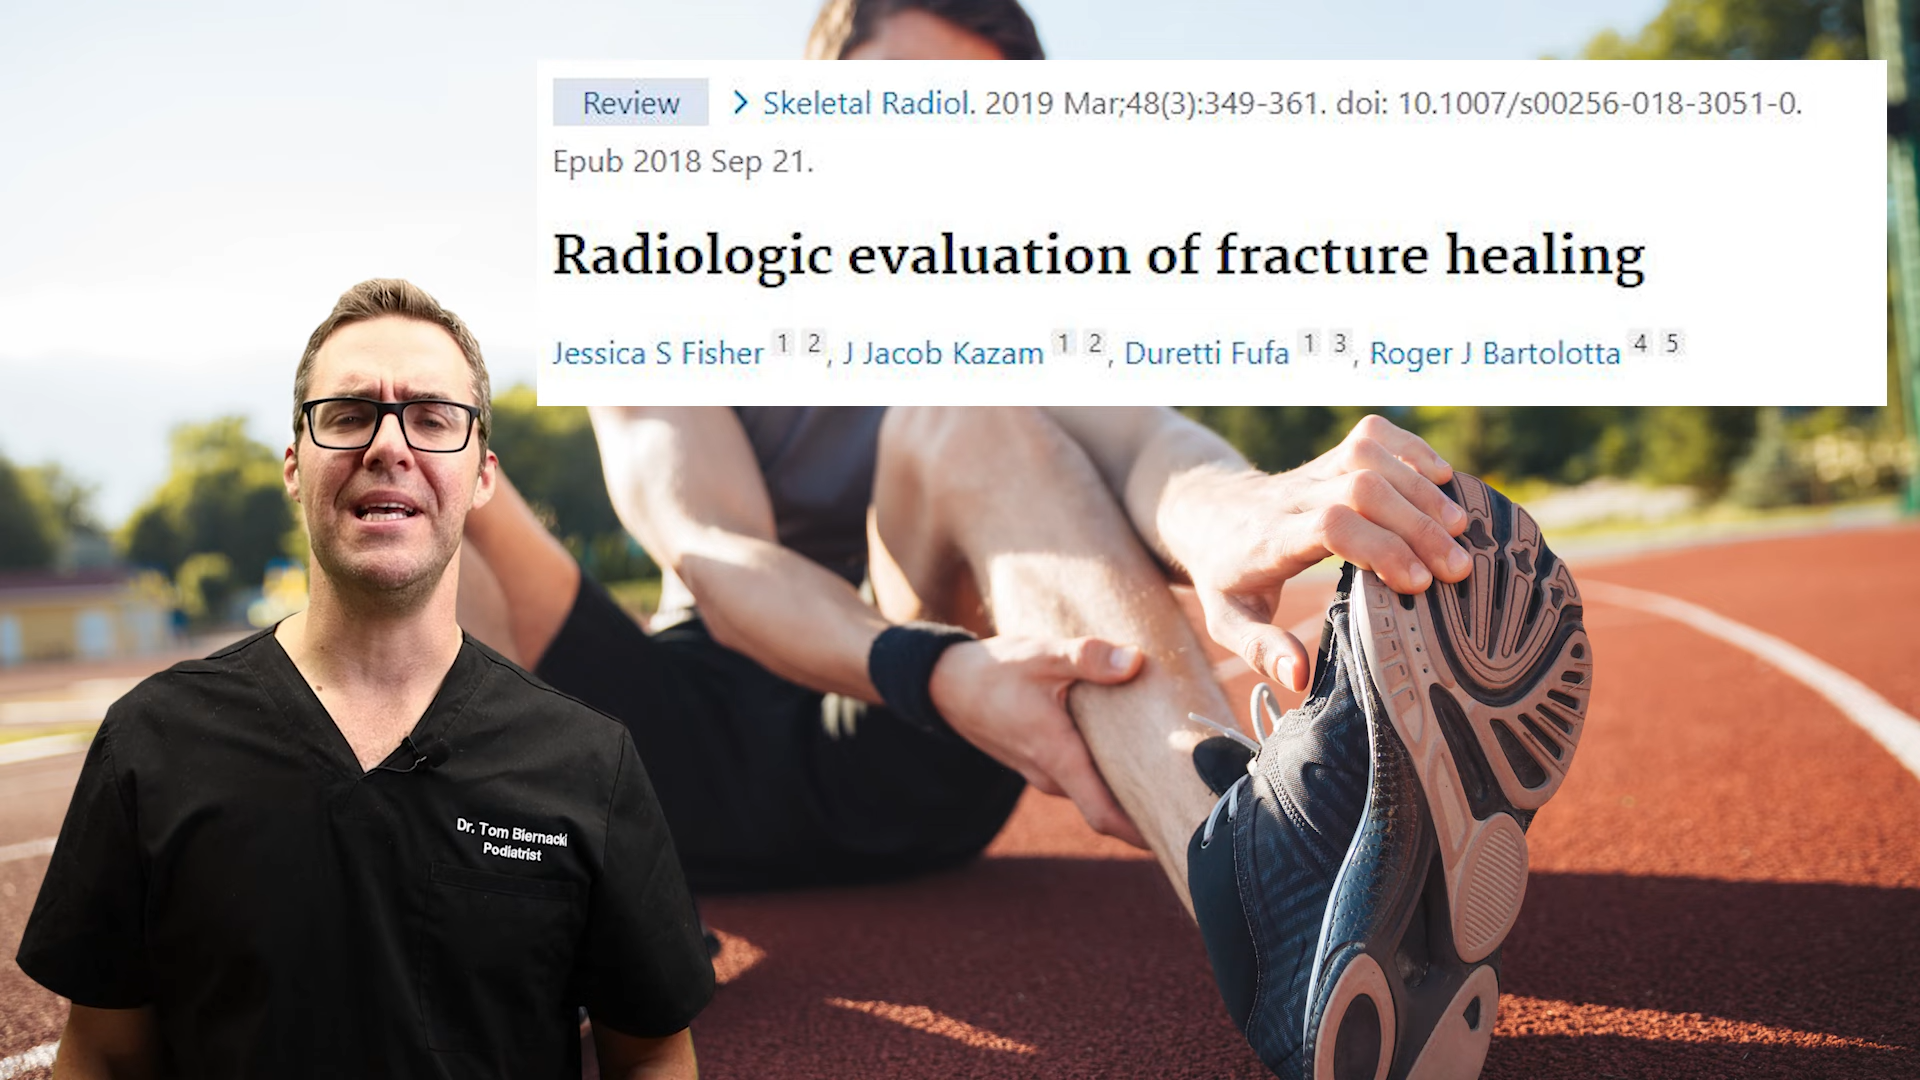 Review > Skeletal Radiol. 2019 Mar;48(3):349-361. doi: 10.1007/s00256-018-3051-0.
Epub 2018 Sep 21.
Radiologic evaluation of fracture healing
Jessica S Fisher 1 2, J Jacob Kazam 1 2, Duretti Fufa 1 3, Roger J Bartolotta 4 5
Dr. Tom Biernacki
Podiatrist